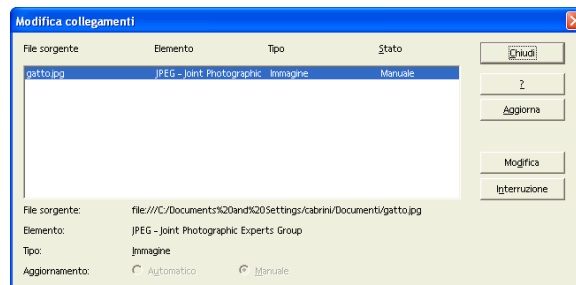 Modifica collegamenti
File sorgente Elemento Tipo Stato
gatto.jpg JPEG - Joint Photographic Immagine Manuale
Chiudi
?
Aggiorna
Modifica
Interruzione
File sorgente: file:///C:/Documents%20and%20Settings/cabrini/Documenti/gatto.jpg
Elemento: JPEG - Joint Photographic Experts Group
Tipo: Immagine
Aggiornamento: Automatico Manuale